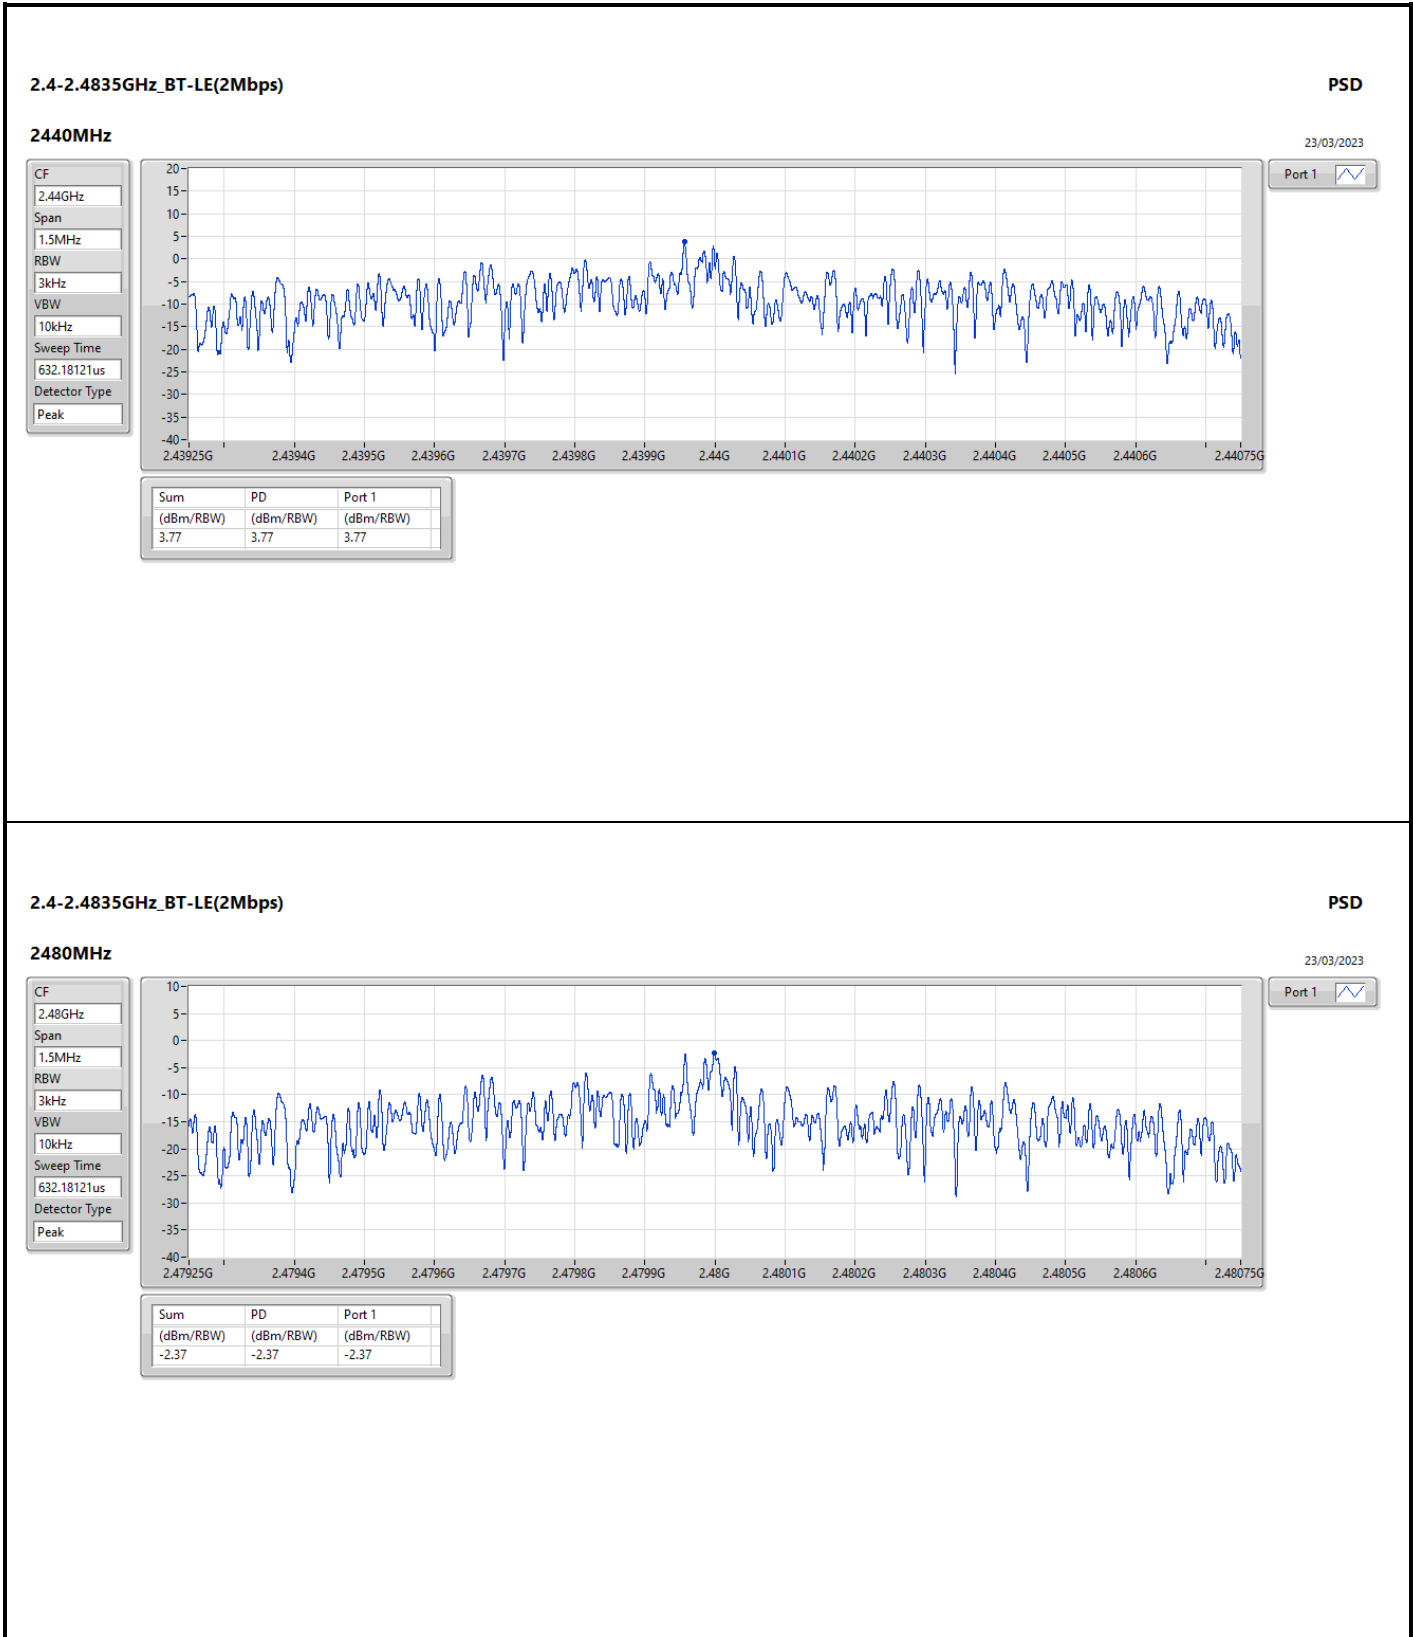 2.4-2.4835GHz_BT-LE(2Mbps) PSD
2440MHz
23/03/2023
CF
2.44GHz
Span
1.5MHz
RBW
3kHz
VBW
10kHz
Sweep Time
632.18121us
Detector Type
Peak
20
15
10
5
0
-5
-10
-15
-20
-25
-30
-35
-40
2.43925G 2.4394G 2.4395G 2.4396G 2.4397G 2.4398G 2.4399G 2.44G 2.4401G 2.4402G 2.4403G 2.4404G 2.4405G 2.4406G 2.44075G
Port 1
Sum PD Port 1
(dBm/RBW) (dBm/RBW) (dBm/RBW)
3.77 3.77 3.77
2.4-2.4835GHz_BT-LE(2Mbps) PSD
2480MHz
23/03/2023
CF
2.48GHz
Span
1.5MHz
RBW
3kHz
VBW
10kHz
Sweep Time
632.18121us
Detector Type
Peak
10
5
0
-5
-10
-15
-20
-25
-30
-35
-40
2.47925G 2.4794G 2.4795G 2.4796G 2.4797G 2.4798G 2.4799G 2.48G 2.4801G 2.4802G 2.4803G 2.4804G 2.4805G 2.4806G 2.48075G
Port 1
Sum PD Port 1
(dBm/RBW) (dBm/RBW) (dBm/RBW)
-2.37 -2.37 -2.37